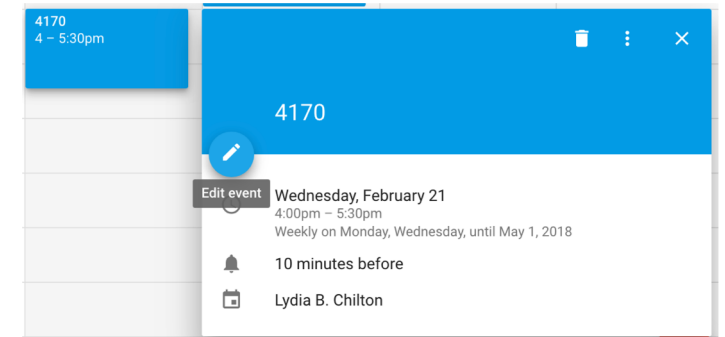 4170
4 – 5:30pm
4170
Edit event
Wednesday, February 21
4:00pm – 5:30pm
Weekly on Monday, Wednesday, until May 1, 2018
10 minutes before
Lydia B. Chilton